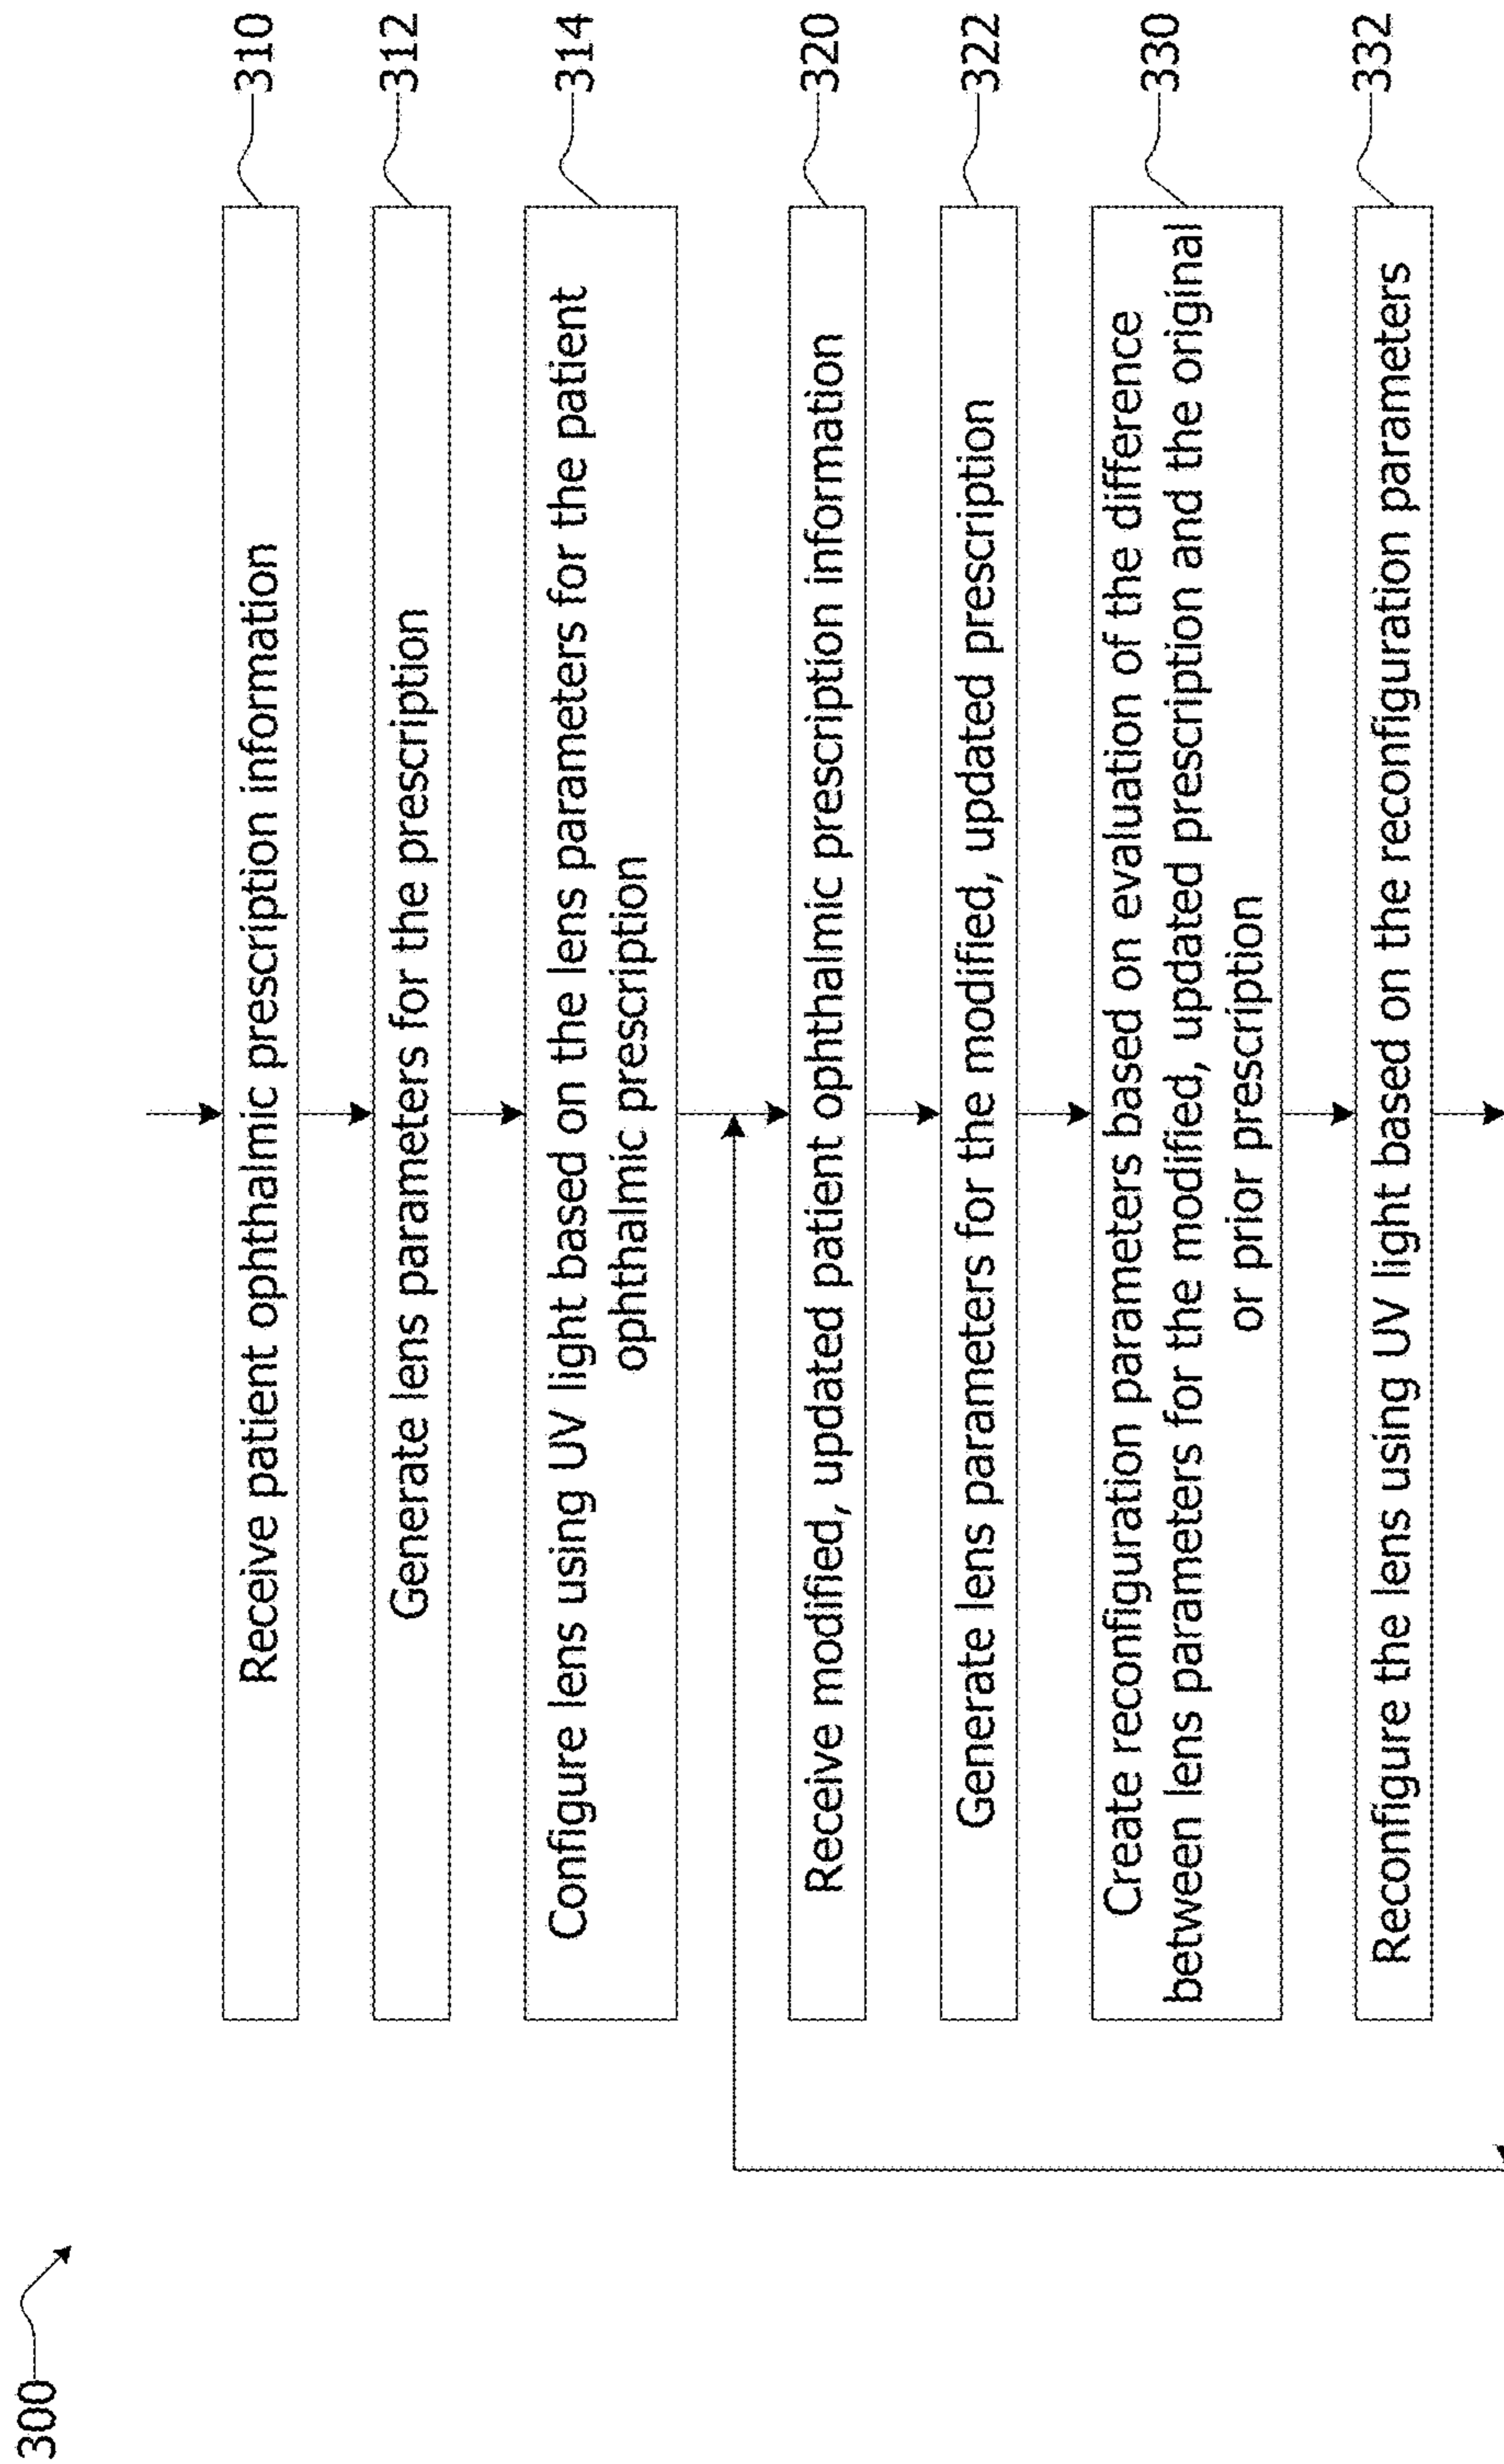 300
Receive patient ophthalmic prescription information
310
Generate lens parameters for the prescription
312
Configure lens using UV light based on the lens parameters for the patient
ophthalmic prescription
314
Receive modified, updated patient ophthalmic prescription information
320
Generate lens parameters for the modified, updated prescription
322
Create reconfiguration parameters based on evaluation of the difference
between lens parameters for the modified, updated prescription and the original
or prior prescription
330
Reconfigure the lens using UV light based on the reconfiguration parameters
332